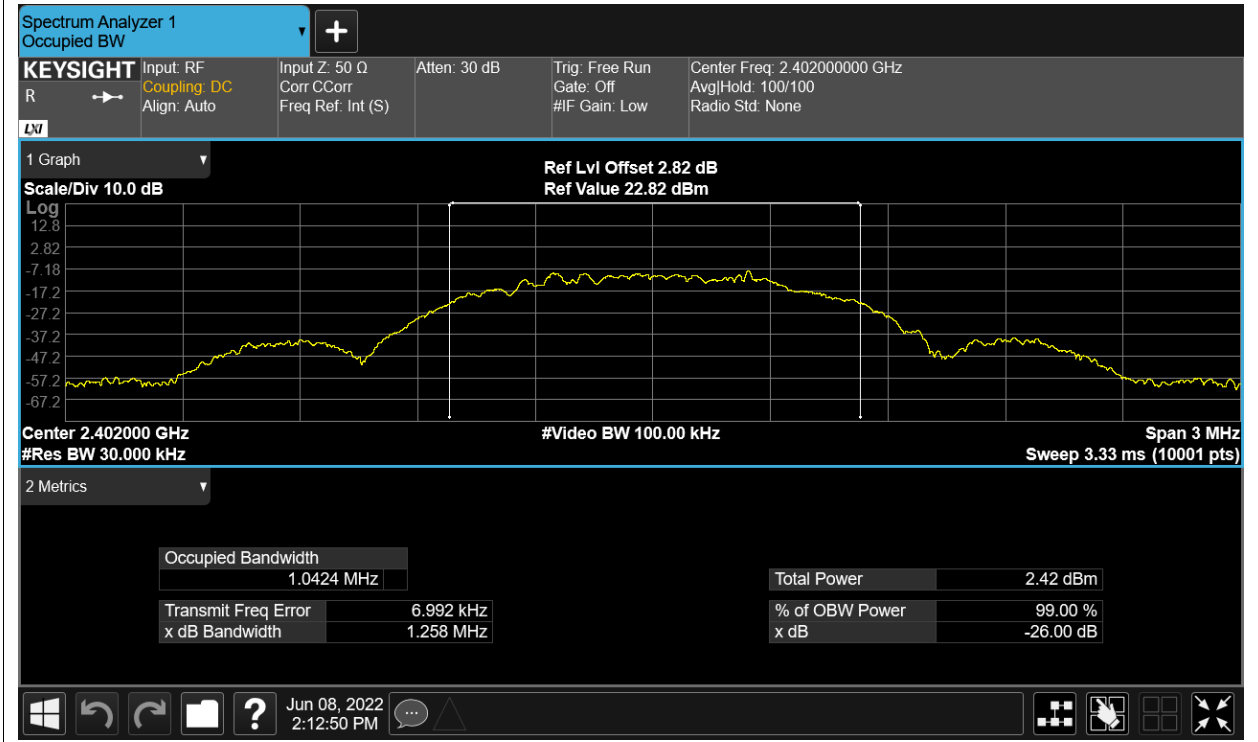 Spectrum Analyzer 1
Occupied BW
KEYSIGHT
R
LXI
Input: RF
Coupling: DC
Align: Auto
Input Z: 50 Ω
Corr CCorr
Freq Ref: Int (S)
Atten: 30 dB
Trig: Free Run
Gate: Off
#IF Gain: Low
Center Freq: 2.402000000 GHz
Avg|Hold: 100/100
Radio Std: None
1 Graph
Scale/Div 10.0 dB
Ref Lvl Offset 2.82 dB
Ref Value 22.82 dBm
Log
12.8
2.82
-7.18
-17.2
-27.2
-37.2
-47.2
-57.2
-67.2
Center 2.402000 GHz
#Video BW 100.00 kHz
Span 3 MHz
#Res BW 30.000 kHz
Sweep 3.33 ms (10001 pts)
2 Metrics
Occupied Bandwidth
1.0424 MHz
Total Power 2.42 dBm
Transmit Freq Error 6.992 kHz
% of OBW Power 99.00 %
x dB Bandwidth 1.258 MHz
x dB -26.00 dB
?
Jun 08, 2022
2:12:50 PM